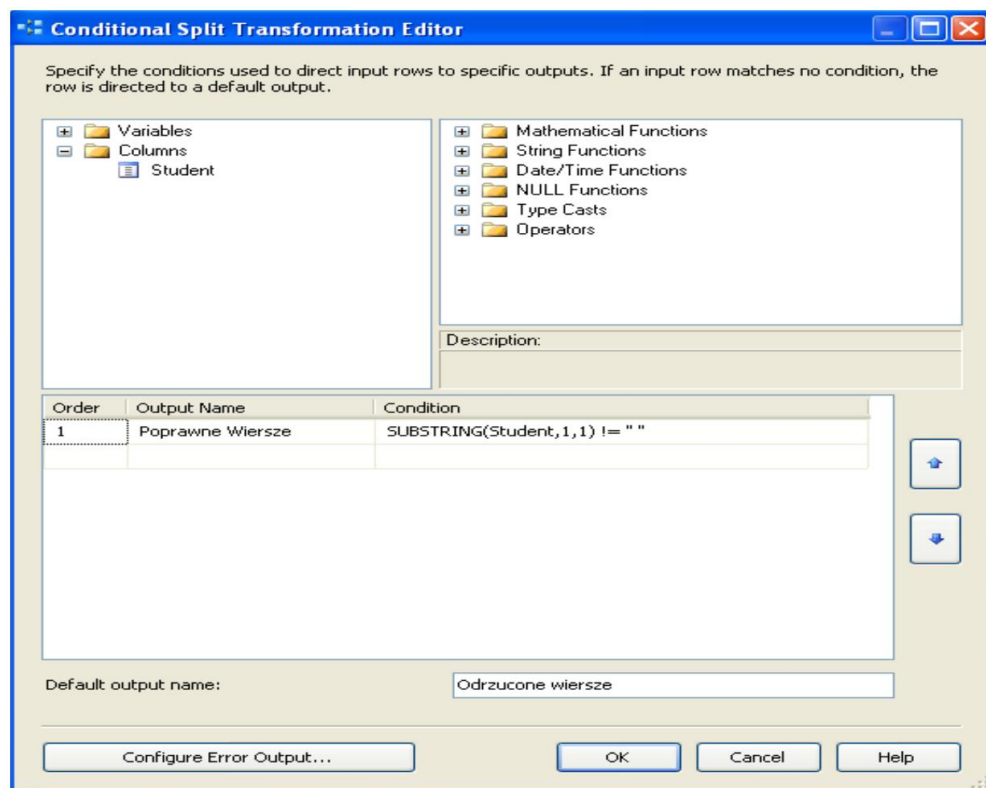 Conditional Split Transformation Editor
Specify the conditions used to direct input rows to specific outputs. If an input row matches no condition, the
row is directed to a default output.
Variables
Columns
Student
Mathematical Functions
String Functions
Date/Time Functions
NULL Functions
Type Casts
Operators
Description:
Order Output Name Condition
1 Poprawne Wiersze SUBSTRING(Student,1,1) != " "
Default output name: Odrzucone wiersze
Configure Error Output... OK Cancel Help